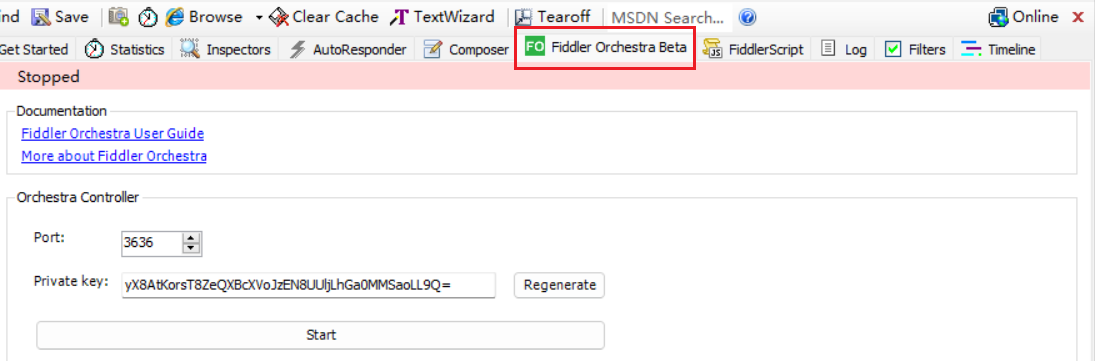 nd Save Browse Clear Cache TextWizard Tearoff MSDN Search... Online x
Get Started Statistics Inspectors AutoResponder Composer FO Fiddler Orchestra Beta FiddlerScript Log Filters Timeline
Stopped
Documentation
Fiddler Orchestra User Guide
More about Fiddler Orchestra
Orchestra Controller
Port: 3636
Private key: yX8AtKorsT8ZeQXBcXVoJzEN8UUljLhGa0MMSaoLL9Q= Regenerate
Start